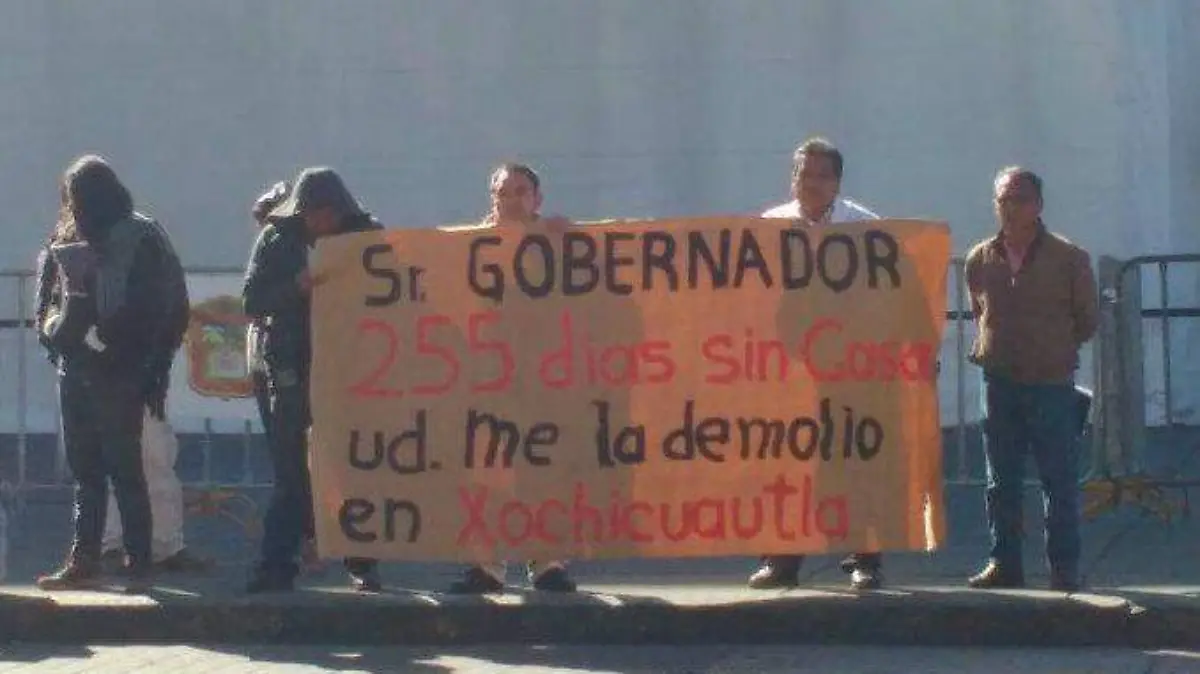 Sr. GOBERNADOR
255 dias sin Casa
ud. me la demolio
en Xochicuautla